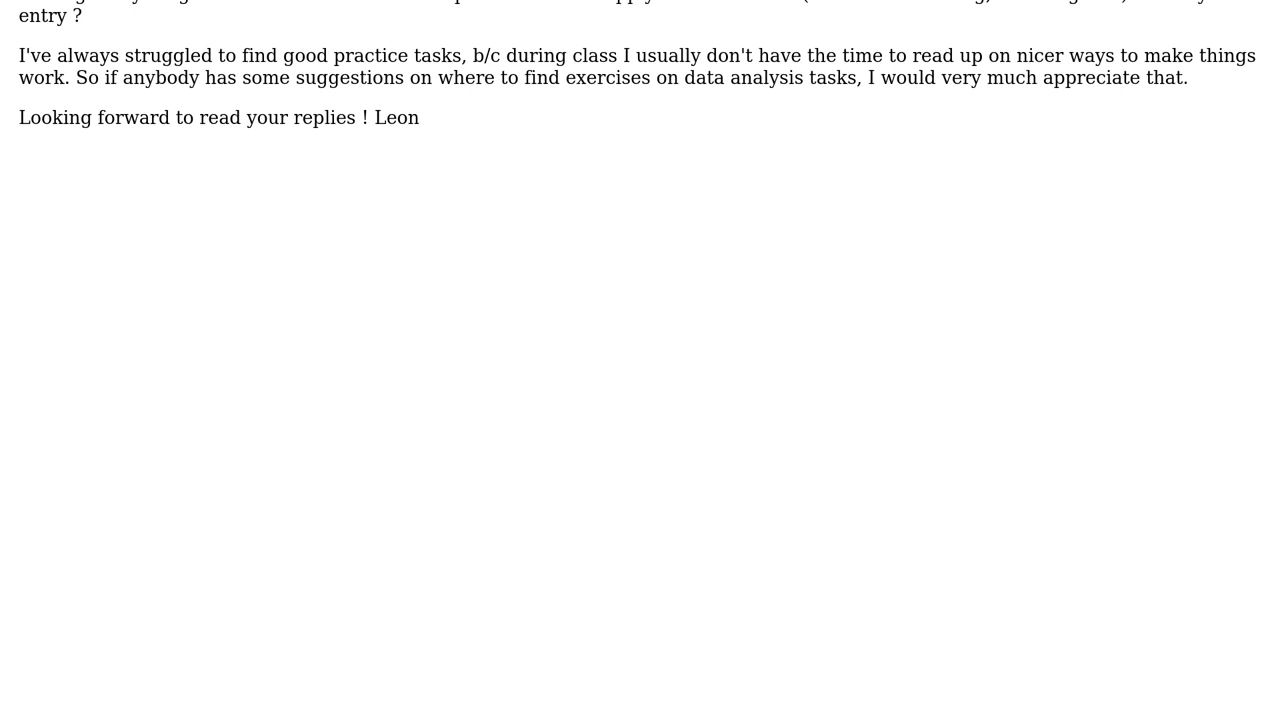 entry ?
I've always struggled to find good practice tasks, b/c during class I usually don't have the time to read up on nicer ways to make things
work. So if anybody has some suggestions on where to find exercises on data analysis tasks, I would very much appreciate that.
Looking forward to read your replies ! Leon